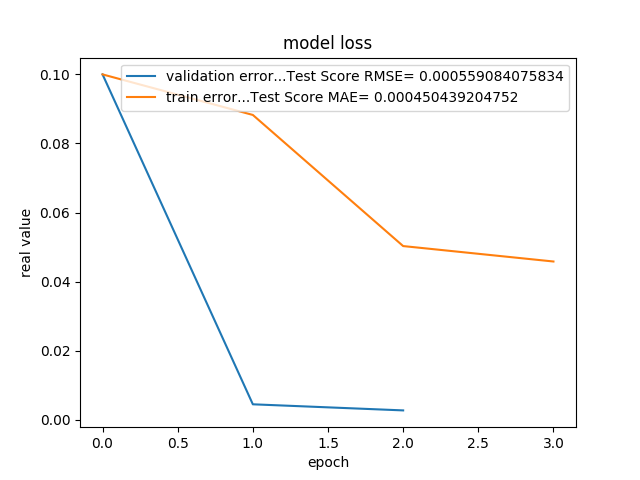 model loss
validation error...Test Score RMSE= 0.000559084075834
train error...Test Score MAE= 0.000450439204752
0.10
0.08
0.06
0.04
0.02
0.00
real value
0.0 0.5 1.0 1.5 2.0 2.5 3.0
epoch